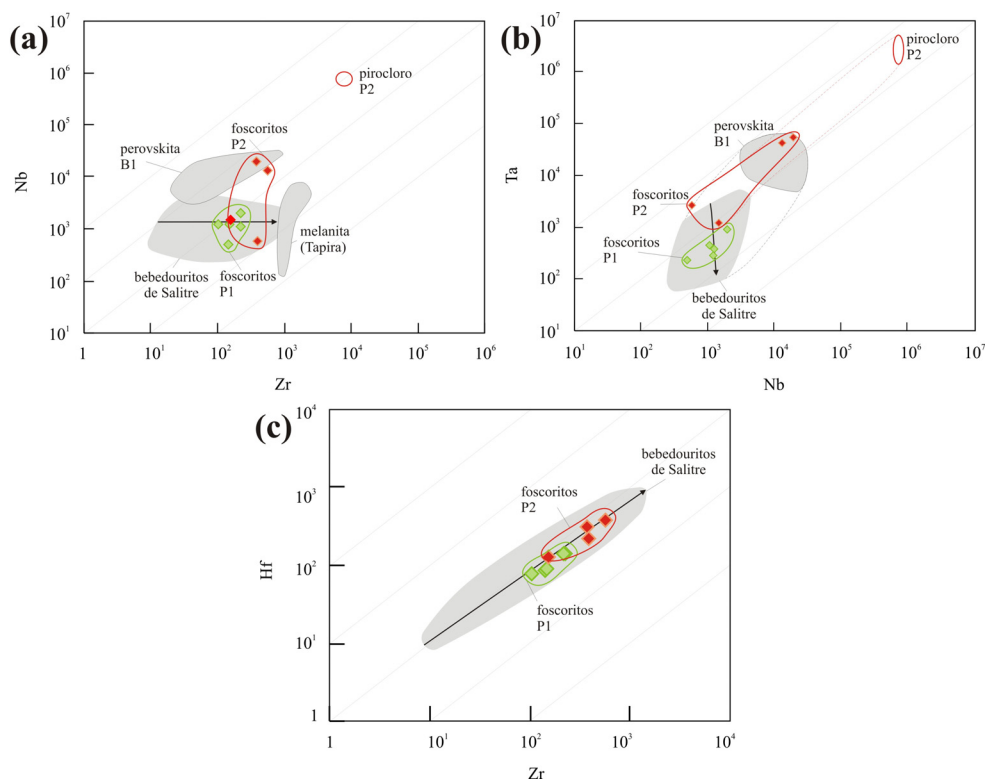 (a)
10⁷
10⁶
10⁵
10⁴
10³
10²
10¹
Nb
pirocloro
P2
foscoritos
P2
perovskita
B1
melanita
(Tapira)
bebedouritos
de Salitre
foscoritos
P1
1
10¹
10²
10³
10⁴
10⁵
10⁶
Zr
(b)
10⁷
10⁶
10⁵
10⁴
10³
10²
10¹
Ta
pirocloro
P2
perovskita
B1
foscoritos
P2
foscoritos
P1
bebedouritos
de Salitre
10¹
10²
10³
10⁴
10⁵
10⁶
10⁷
Nb
(c)
10⁴
10³
10²
10¹
1
Hf
bebedouritos
de Salitre
foscoritos
P2
foscoritos
P1
1
10¹
10²
10³
10⁴
Zr